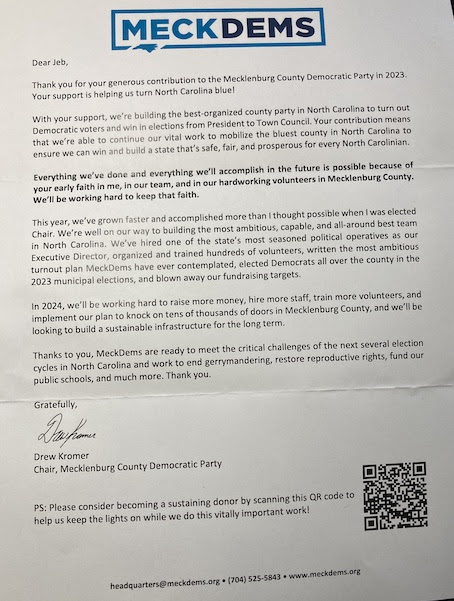 MECKDEMS
Dear Jeb,
Thank you for your generous contribution to the Mecklenburg County Democratic Party in 2023.
Your support is helping us turn North Carolina blue!
With your support, we're building the best-organized county party in North Carolina to turn out
Democratic voters and win in elections from President to Town Council. Your contribution means
that we're able to continue our vital work to mobilize the bluest county in North Carolina to
ensure we can win and build a state that's safe, fair, and prosperous for every North Carolinian.
Everything we've done and everything we'll accomplish in the future is possible because of
your early faith in me, in our team, and in our hardworking volunteers in Mecklenburg County.
We'll be working hard to keep that faith.
This year, we've grown faster and accomplished more than I thought possible when I was elected
Chair. We're well on our way to building the most ambitious, capable, and all-around best team
in North Carolina. We've hired one of the state's most seasoned political operatives as our
Executive Director, organized and trained hundreds of volunteers, written the most ambitious
turnout plan MeckDems have ever contemplated, elected Democrats all over the county in the
2023 municipal elections, and blown away our fundraising targets.
In 2024, we'll be working hard to raise more money, hire more staff, train more volunteers, and
implement our plan to knock on tens of thousands of doors in Mecklenburg County, and we'll be
looking to build a sustainable infrastructure for the long term.
Thanks to you, MeckDems are ready to meet the critical challenges of the next several election
cycles in North Carolina and work to end gerrymandering, restore reproductive rights, fund our
public schools, and much more. Thank you.
Gratefully,
Drew Kromer
Drew Kromer
Chair, Mecklenburg County Democratic Party
PS: Please consider becoming a sustaining donor by scanning this QR code to
help us keep the lights on while we do this vitally important work!
headquarters@meckdems.org • (704) 525-5843 • www.meckdems.org